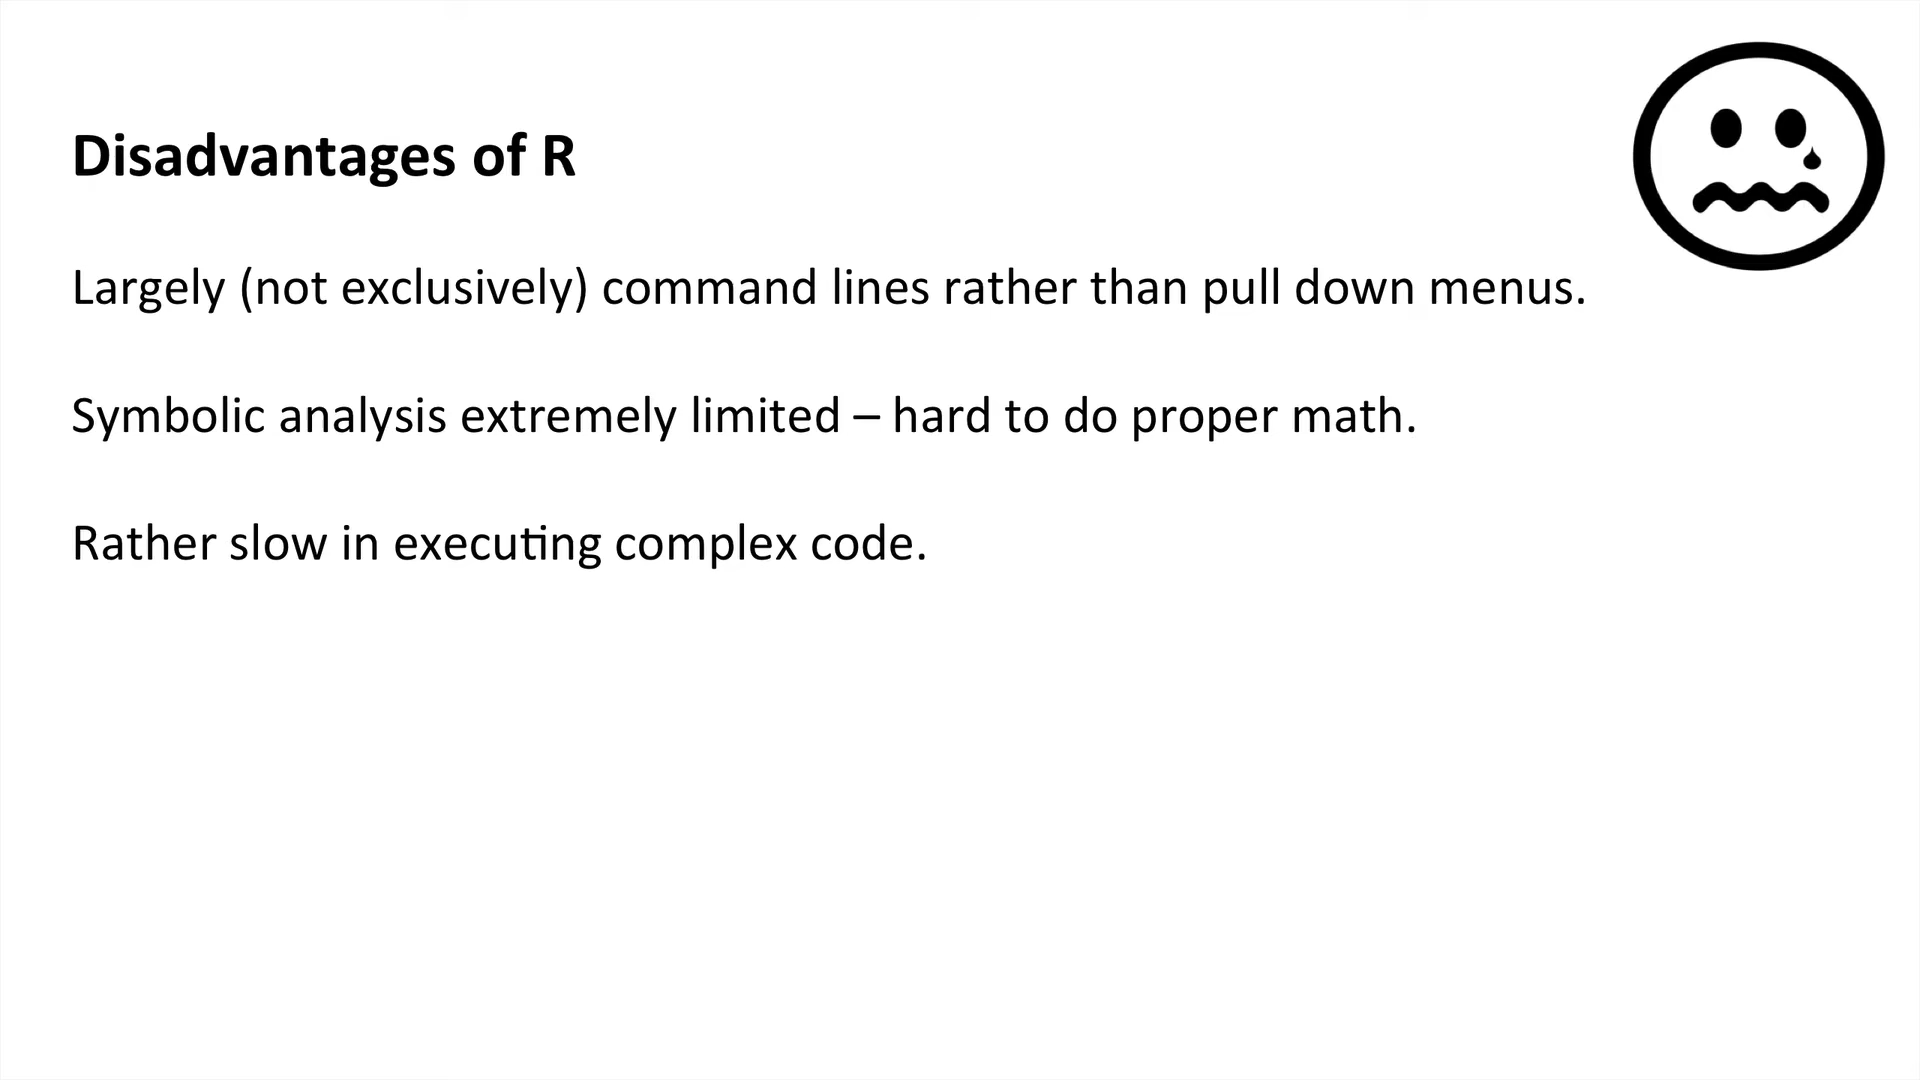 Disadvantages of R
Largely (not exclusively) command lines rather than pull down menus.
Symbolic analysis extremely limited – hard to do proper math.
Rather slow in executing complex code.